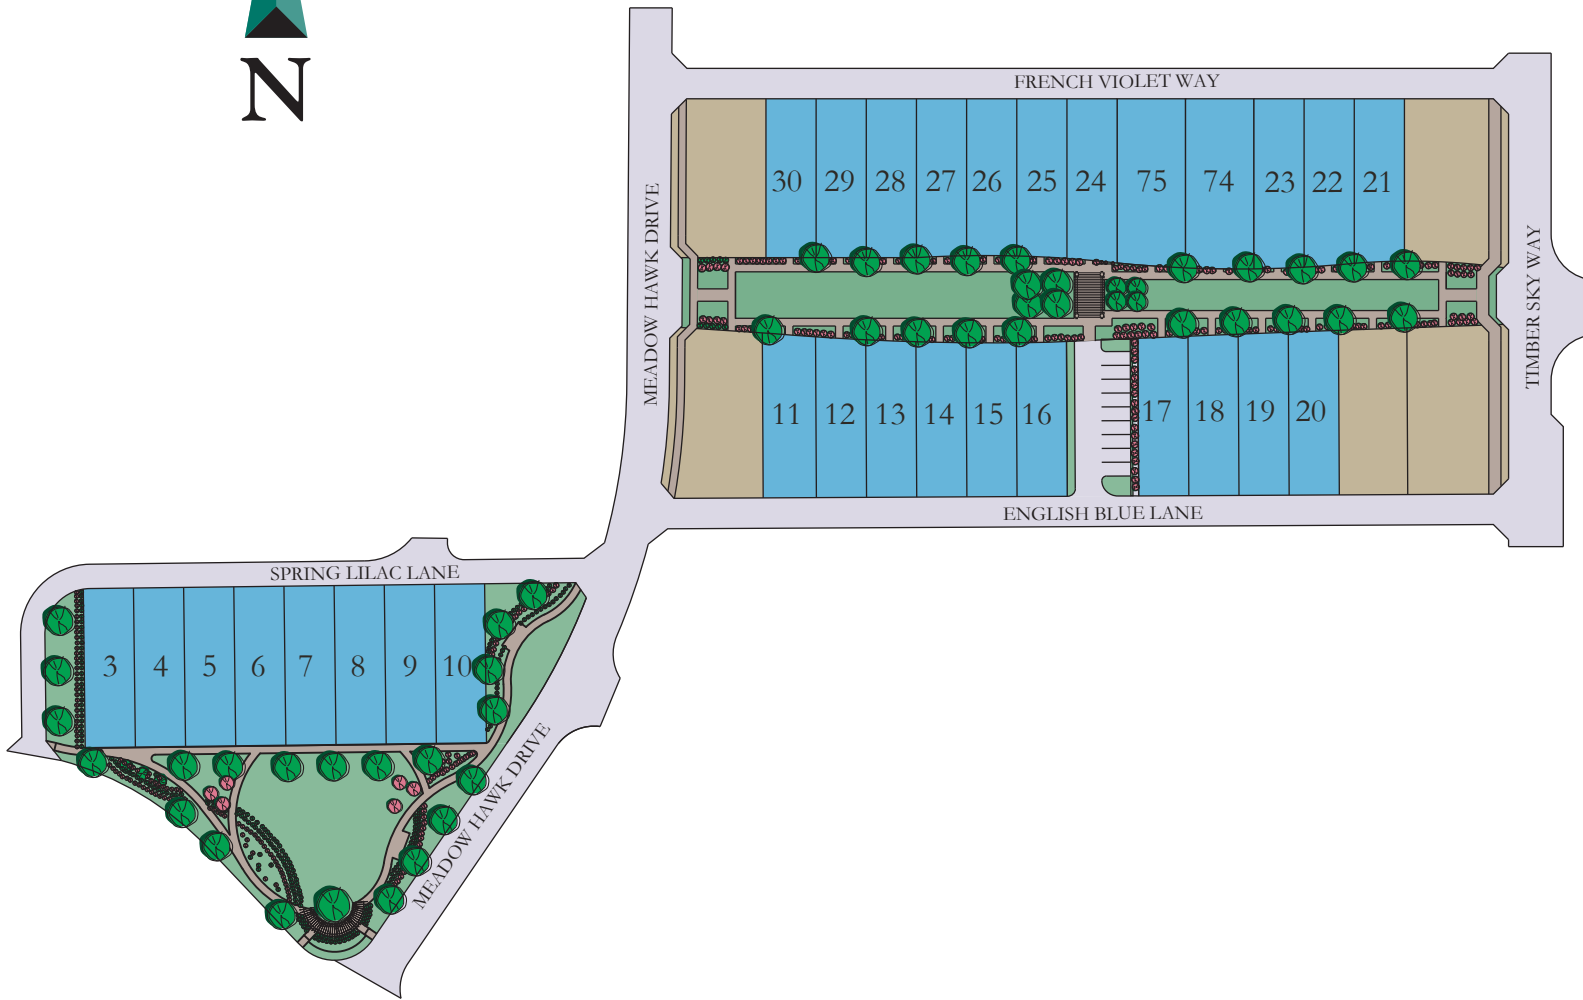 N
FRENCH VIOLET WAY
30 29 28 27 26 25 24 75 74 23 22 21
MEADOW HAWK DRIVE
TIMBER SKY WAY
11 12 13 14 15 16 17 18 19 20
ENGLISH BLUE LANE
SPRING LILAC LANE
3 4 5 6 7 8 9 10
MEADOW HAWK DRIVE